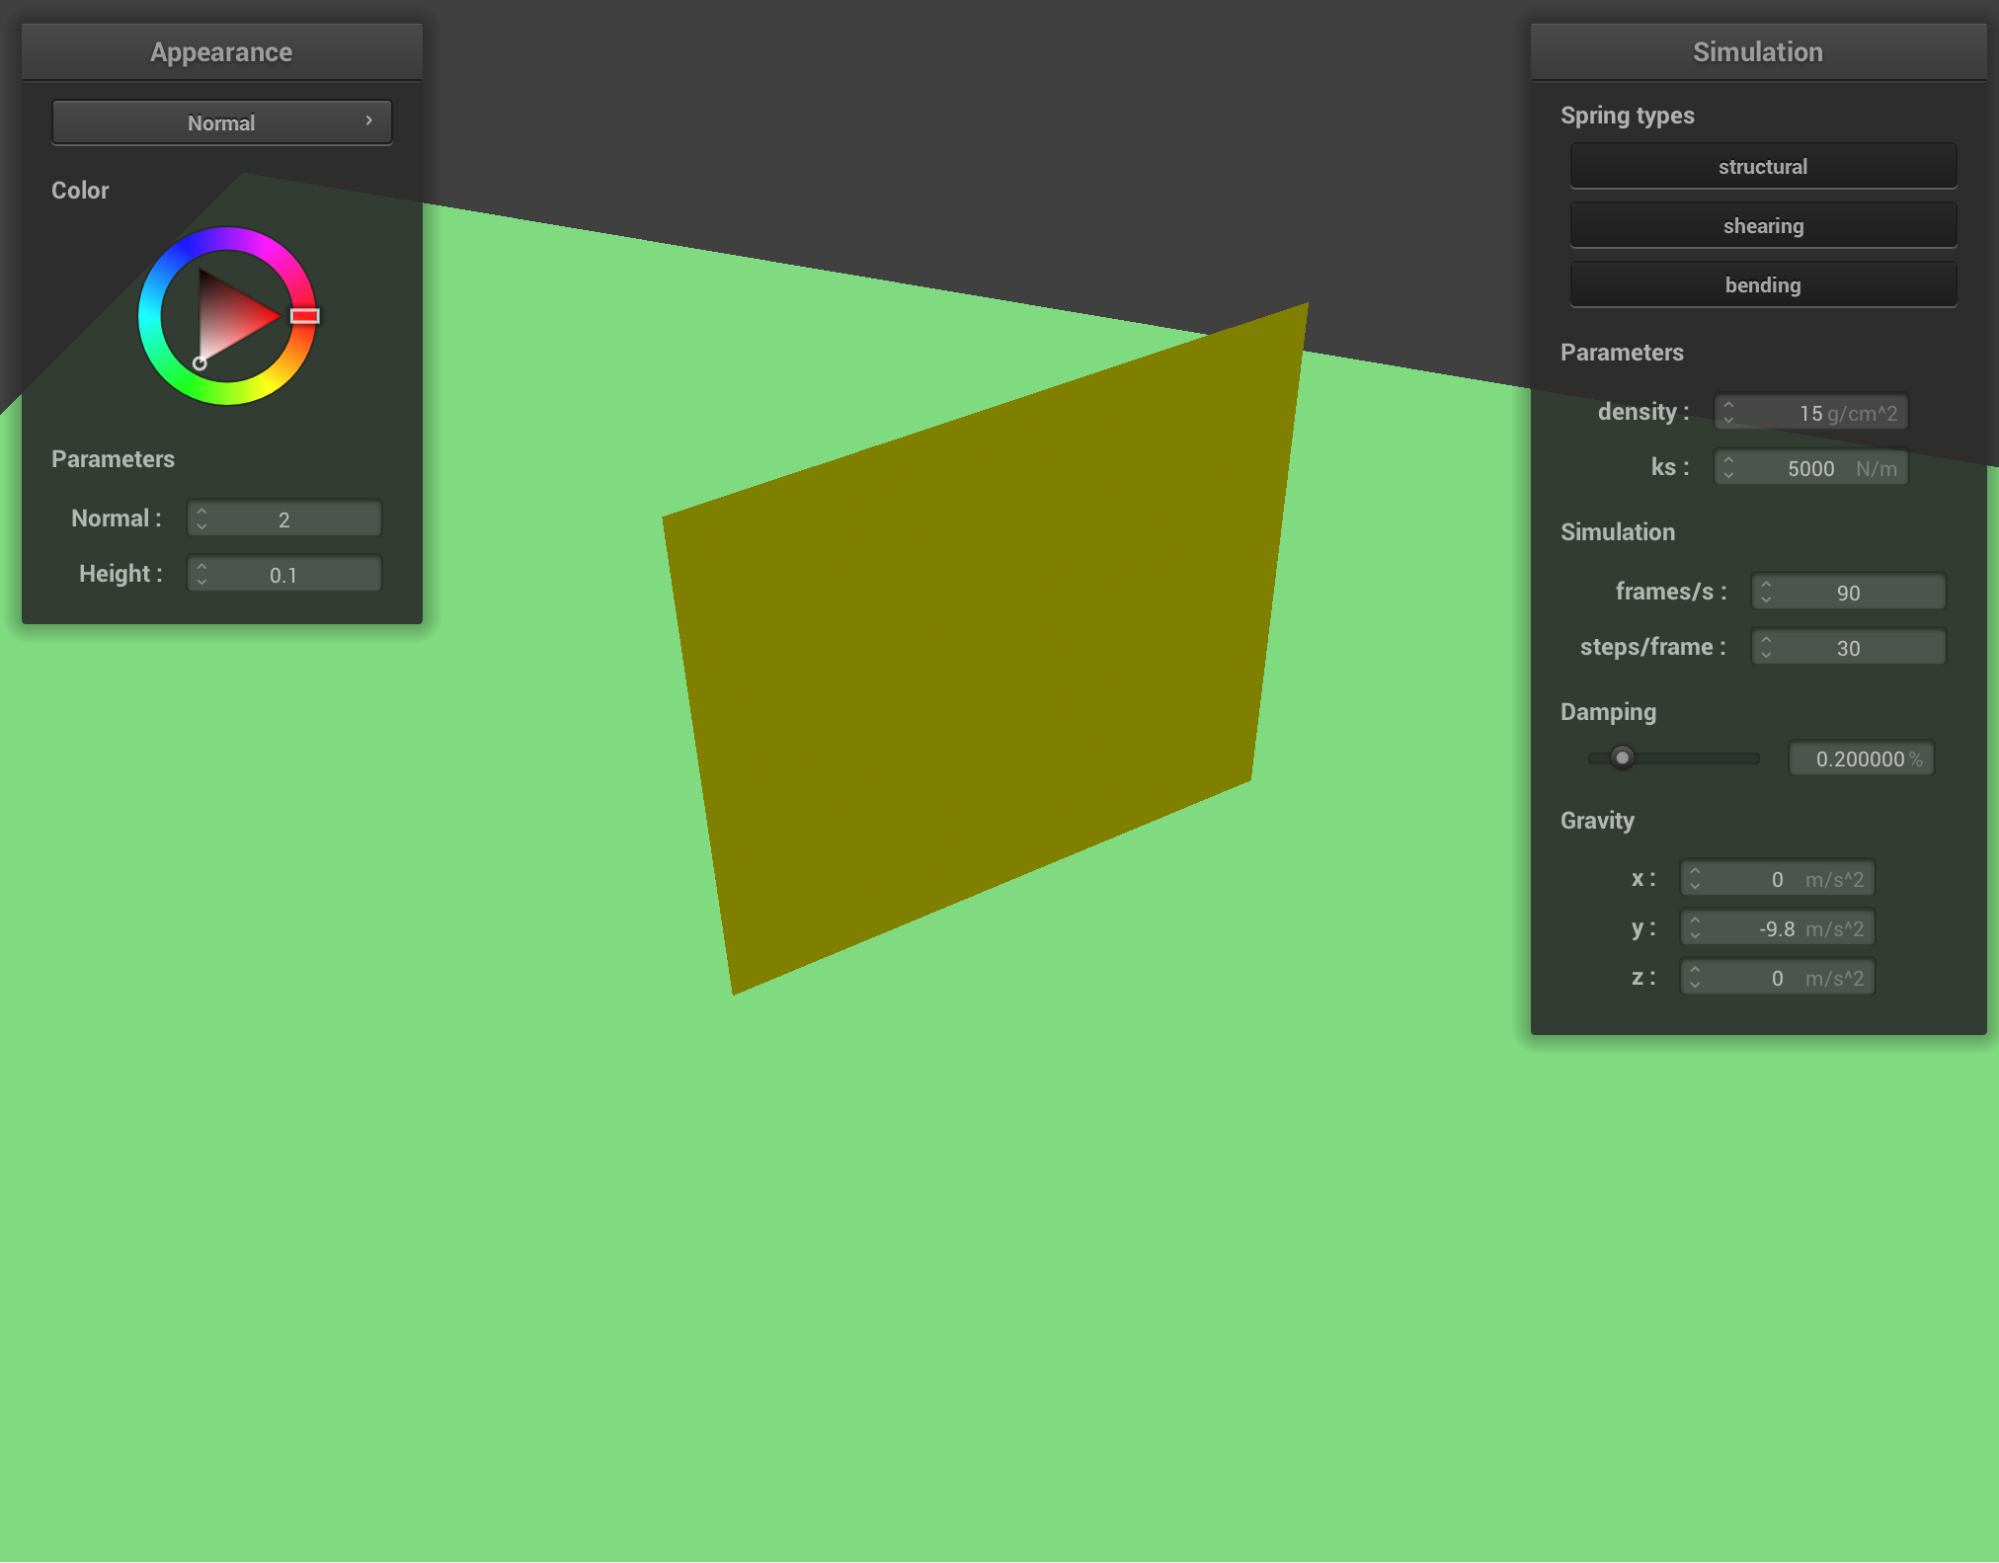 Appearance
Normal
Color
Parameters
Normal : 2
Height : 0.1
Simulation
Spring types
structural
shearing
bending
Parameters
density : 15 g/cm^2
ks : 5000 N/m
Simulation
frames/s : 90
steps/frame : 30
Damping
0.200000 %
Gravity
x : 0 m/s^2
y : -9.8 m/s^2
z : 0 m/s^2